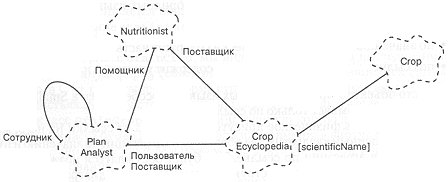 Nutritionist
Поставщик
Crop
Помощник
Сотрудник
Plan
Analyst
Crop
Ecyclopedia
[scientificName]
Пользователь
Поставщик